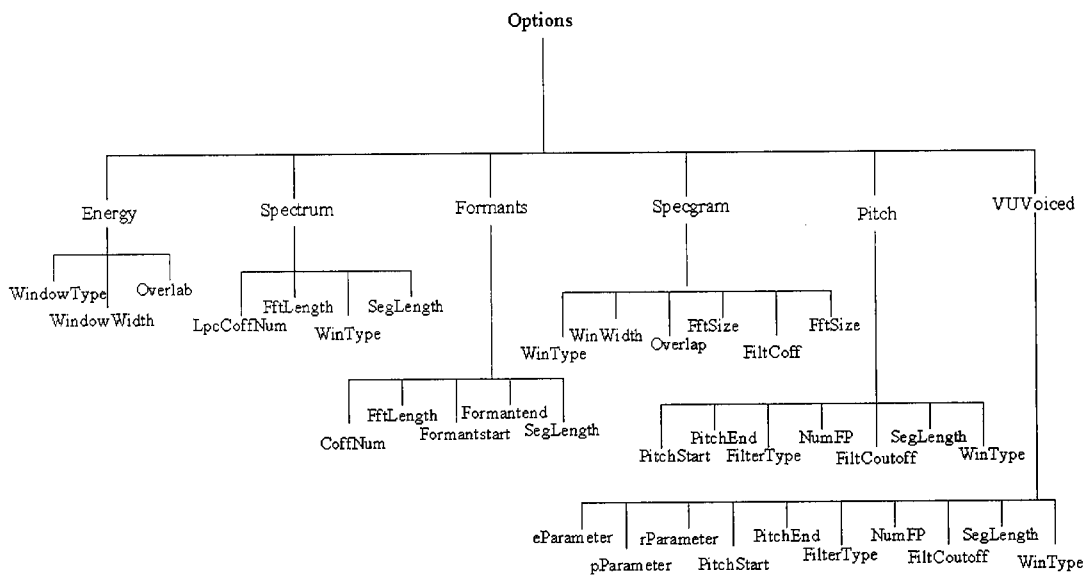 Options
Energy
Spectrum
Formants
Specgram
Pitch
VUVoiced
WindowType
WindowWidth
Overlab
LpcCoffNum
FftLength
WinType
SegLength
CoffNum
FftLength
Formantstart
Formantend
SegLength
WinType
WinWidth
Overlap
FftSize
FiltCoff
FftSize
PitchStart
PitchEnd
FilterType
NumFP
FiltCoutoff
SegLength
WinType
eParameter
pParameter
rParameter
PitchStart
PitchEnd
FilterType
NumFP
FiltCoutoff
SegLength
WinType